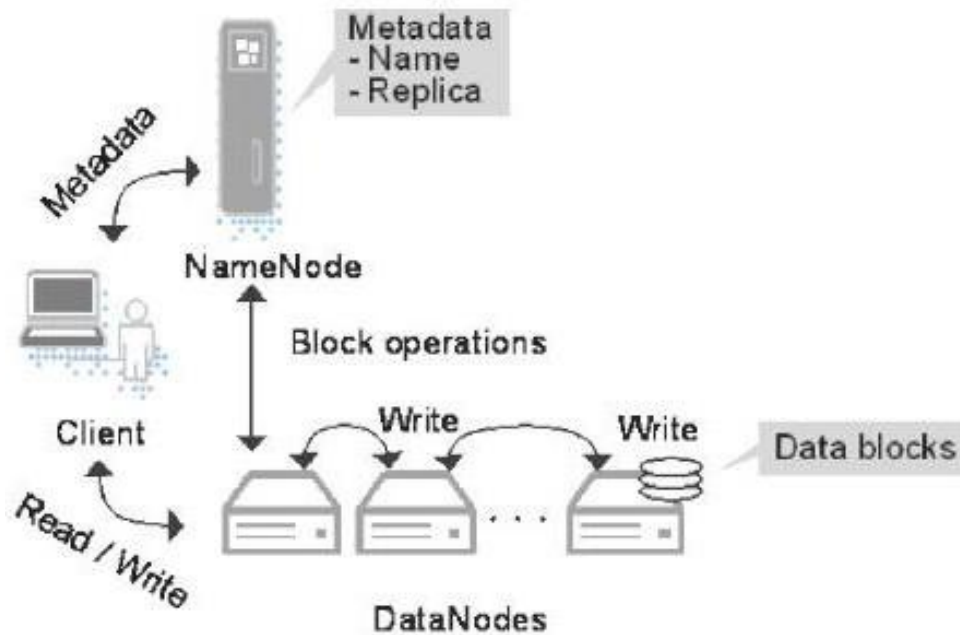 Metadata
- Name
- Replica
Metadata
NameNode
Block operations
Client
Write
Write
Data blocks
Read / Write
. . .
DataNodes